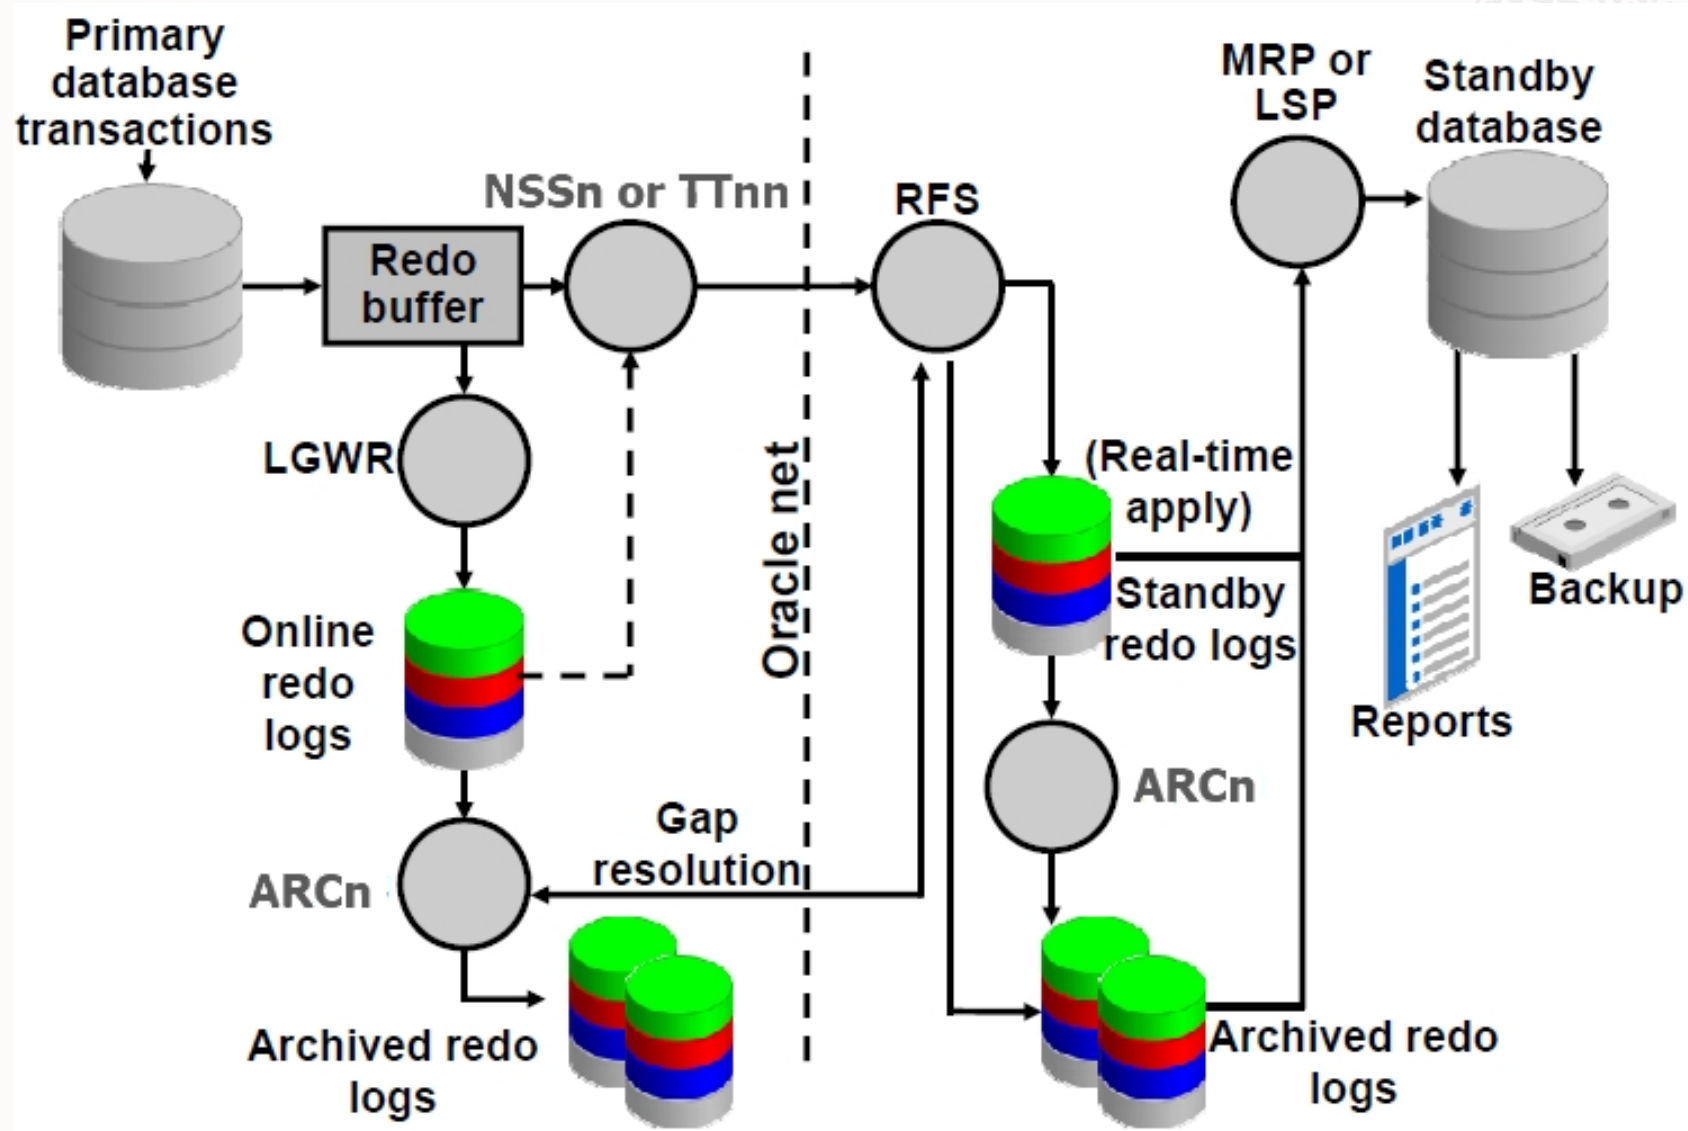 Primary
database
transactions
NSSn or TTnn
Redo
buffer
LGWR
Online
redo
logs
ARCn
Archived redo
logs
Gap
resolution
Oracle net
RFS
(Real-time
apply)
Standby
redo logs
ARCn
Archived redo
logs
MRP or
LSP
Standby
database
Reports
Backup